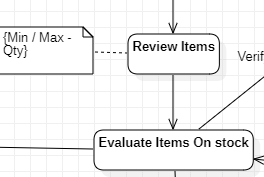 {Min / Max -
Qty}
Review Items
Verif
Evaluate Items On stock